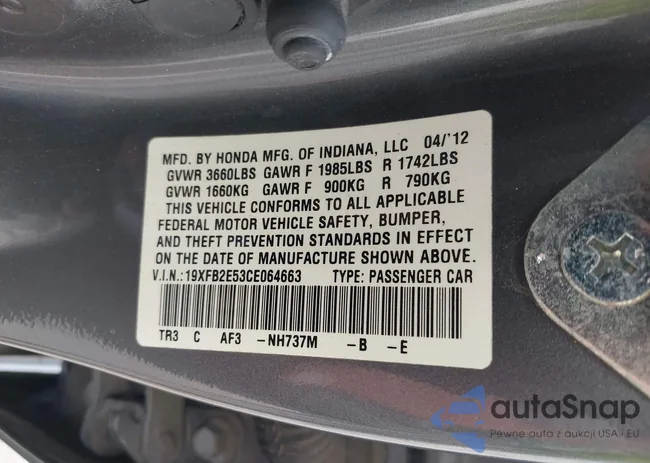 MFD. BY HONDA MFG. OF INDIANA, LLC 04/'12
GVWR 3660LBS GAWR F 1985LBS R 1742LBS
GVWR 1660KG GAWR F 900KG R 790KG
THIS VEHICLE CONFORMS TO ALL APPLICABLE
FEDERAL MOTOR VEHICLE SAFETY, BUMPER,
AND THEFT PREVENTION STANDARDS IN EFFECT
ON THE DATE OF MANUFACTURE SHOWN ABOVE.
V.I.N.:19XFB2E53CE064663 TYPE: PASSENGER CAR
TR3 C AF3 -NH737M -B -E
autaSnap
Pewne auta z aukcji USA i EU